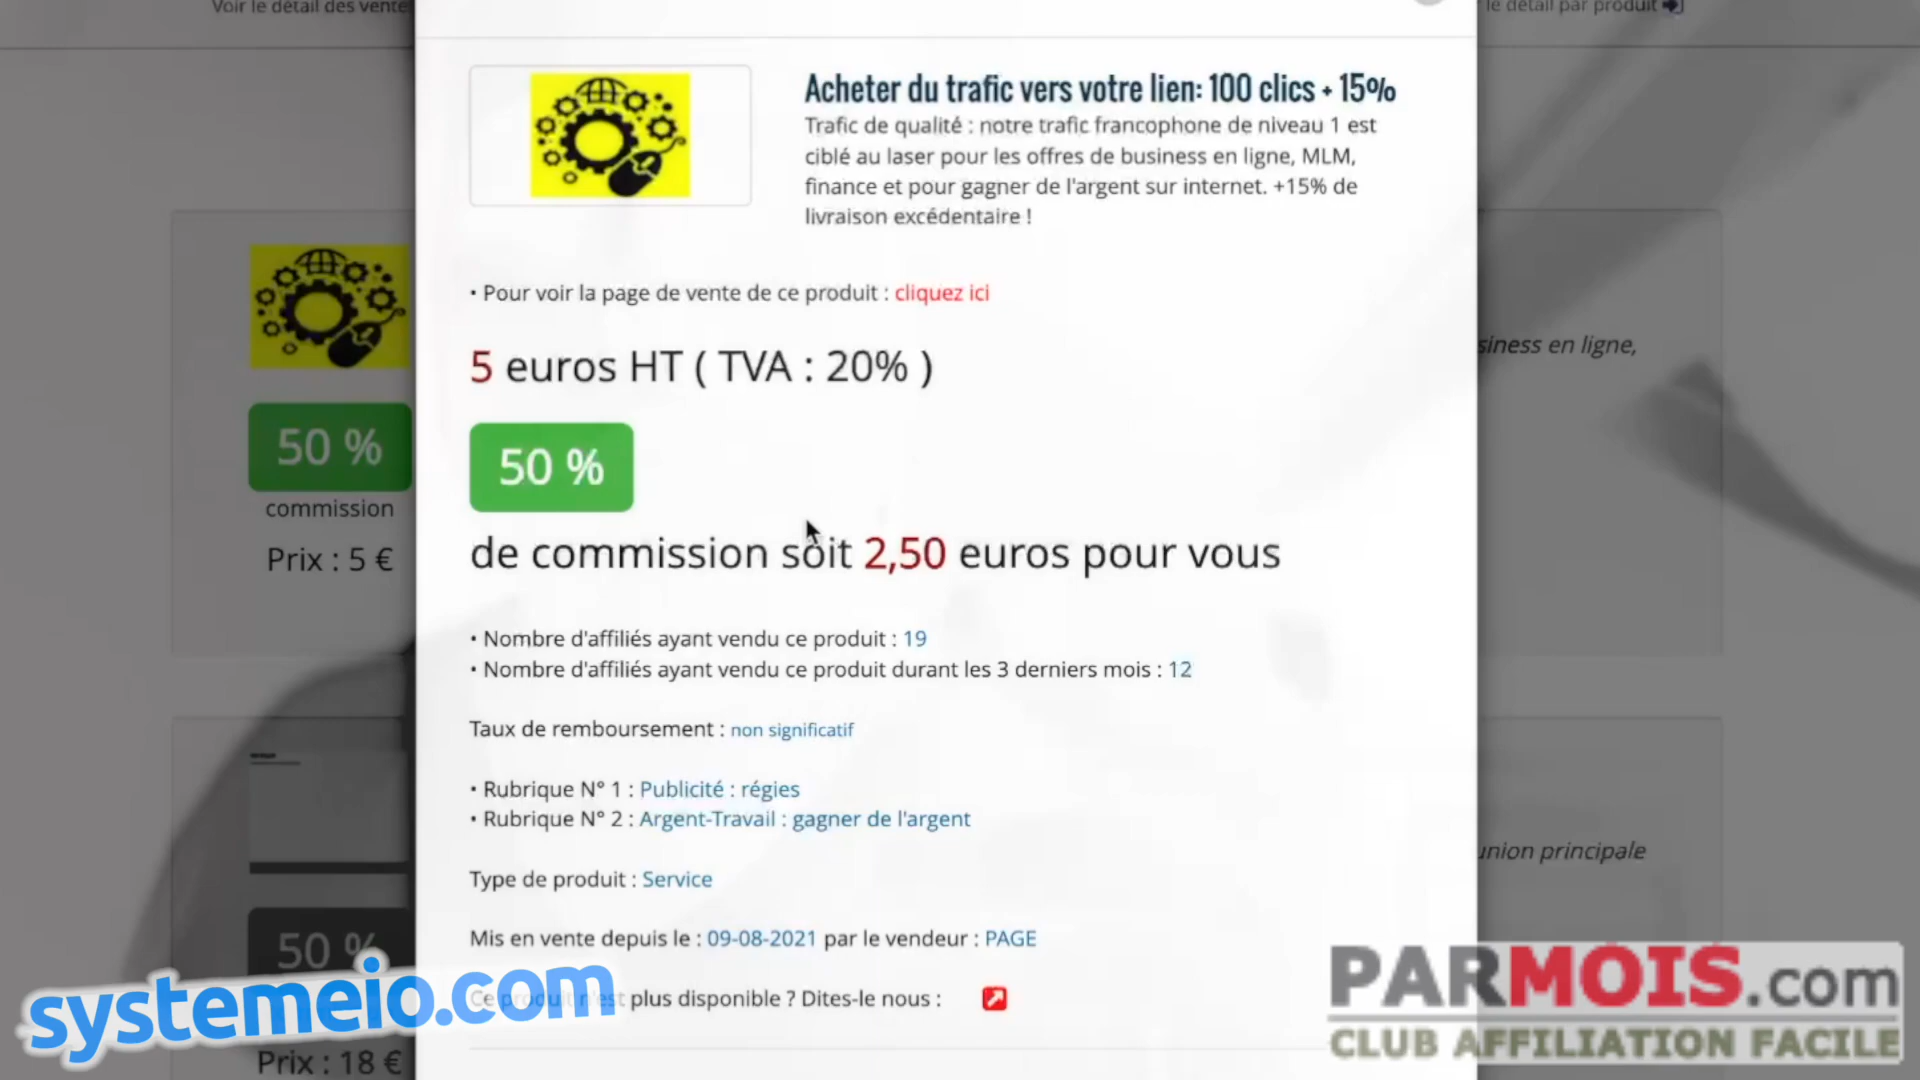 Voir le détail des vente
le détail par produit
Acheter du trafic vers votre lien: 100 clics + 15%
Trafic de qualité : notre trafic francophone de niveau 1 est
ciblé au laser pour les offres de business en ligne, MLM,
finance et pour gagner de l'argent sur internet. +15% de
livraison excédentaire !
• Pour voir la page de vente de ce produit : cliquez ici
siness en ligne,
5 euros HT ( TVA : 20% )
50 %
commission
Prix : 5 €
50 %
de commission soit 2,50 euros pour vous
• Nombre d'affiliés ayant vendu ce produit : 19
• Nombre d'affiliés ayant vendu ce produit durant les 3 derniers mois : 12
Taux de remboursement : non significatif
• Rubrique N° 1 : Publicité : régies
• Rubrique N° 2 : Argent-Travail : gagner de l'argent
union principale
Type de produit : Service
Mis en vente depuis le : 09-08-2021 par le vendeur : PAGE
50 %
Ce produit n'est plus disponible ? Dites-le nous :
systemeio.com
Prix : 18 €
PARMOIS.com
CLUB AFFILIATION FACILE